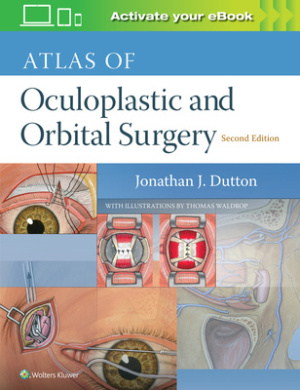 Activate your eBook
ATLAS OF
Oculoplastic and
Orbital Surgery Second Edition
Jonathan J. Dutton
WITH ILLUSTRATIONS BY THOMAS WALDROP
Wolters Kluwer